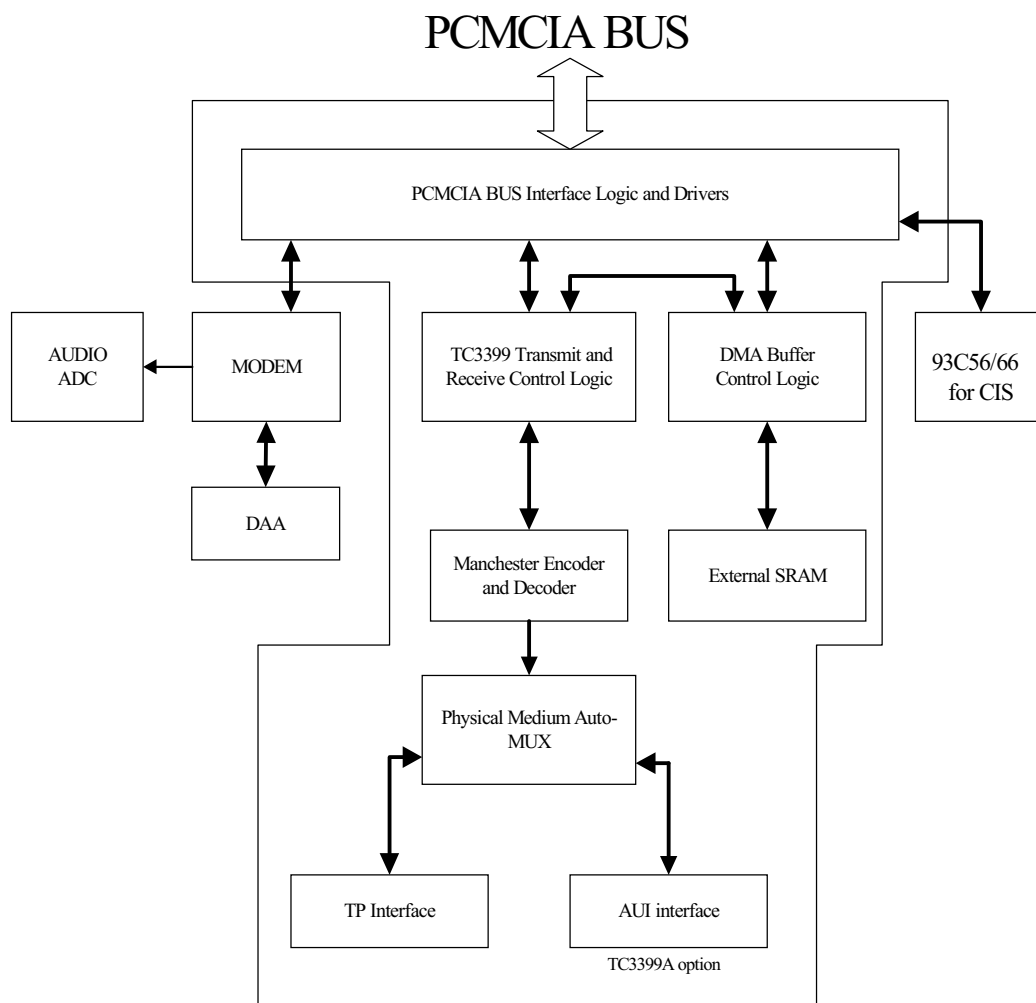 PCMCIA BUS
PCMCIA BUS Interface Logic and Drivers
AUDIO
ADC
MODEM
TC3399 Transmit and
Receive Control Logic
DMA Buffer
Control Logic
93C56/66
for CIS
DAA
Manchester Encoder
and Decoder
External SRAM
Physical Medium Auto-
MUX
TP Interface
AUI interface
TC3399A option